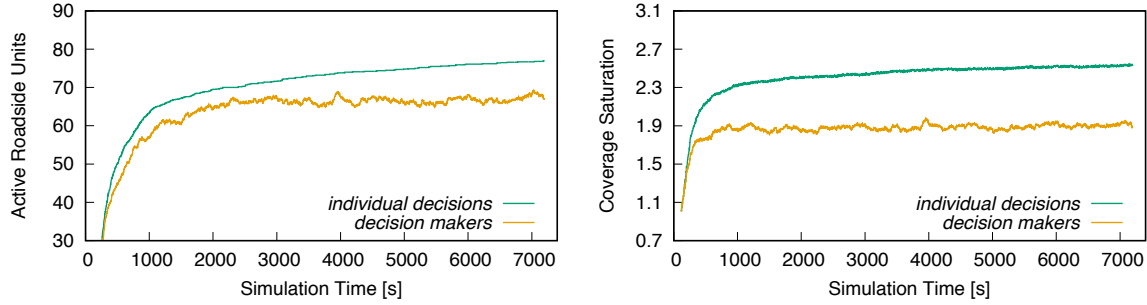 Active Roadside Units
90
80
70
60
50
40
30
individual decisions
decision makers
0 1000 2000 3000 4000 5000 6000 7000
Simulation Time [s]
Coverage Saturation
3.1
2.7
2.3
1.9
1.5
1.1
0.7
individual decisions
decision makers
0 1000 2000 3000 4000 5000 6000 7000
Simulation Time [s]